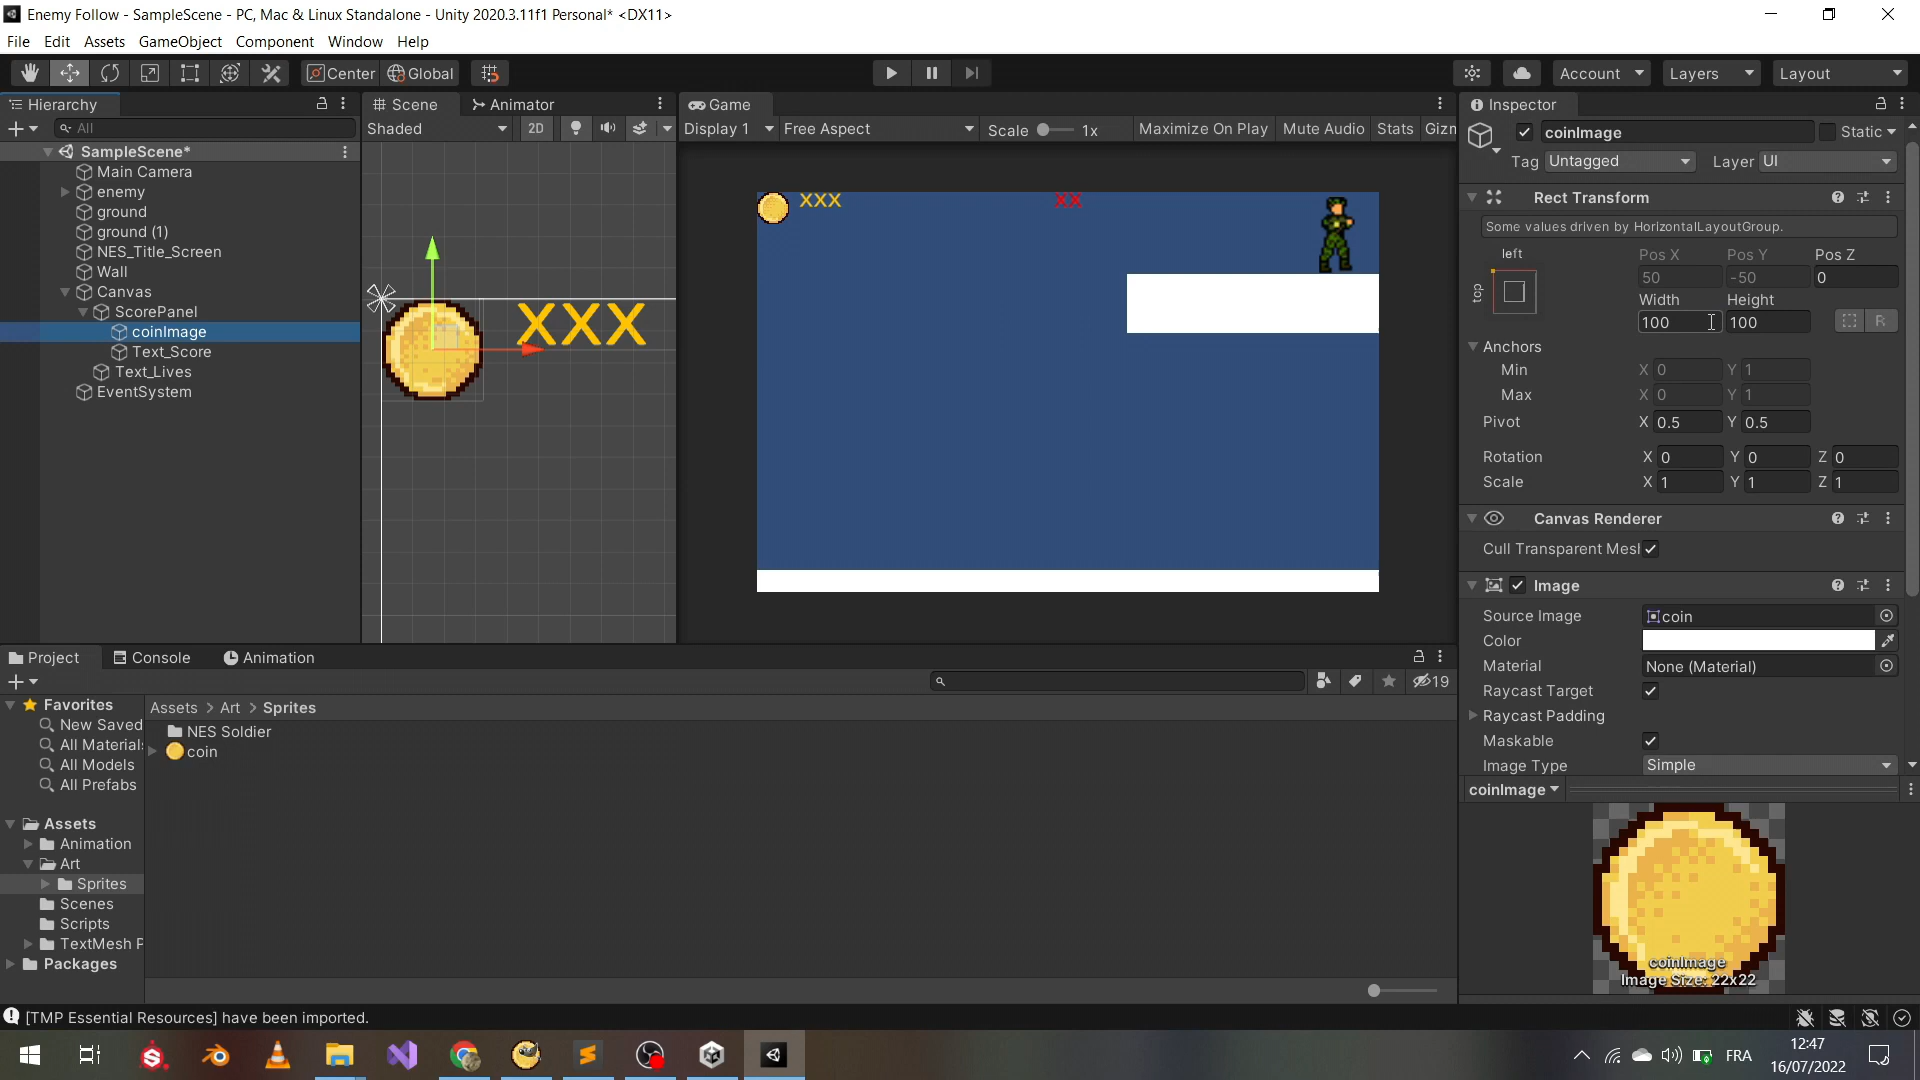 Enemy Follow - SampleScene - PC, Mac & Linux Standalone - Unity 2020.3.11f1 Personal* <DX11>
File Edit Assets GameObject Component Window Help
Center Global Account Layers Layout
Hierarchy
All
SampleScene*
Main Camera
enemy
ground
ground (1)
NES_Title_Screen
Wall
Canvas
ScorePanel
coinImage
Text_Score
Text_Lives
EventSystem
Scene Animator
Shaded 2D
XXX
Game
Display 1 Free Aspect Scale 1x Maximize On Play Mute Audio Stats Gizn
XXX XX
Inspector
coinImage Static
Tag Untagged Layer UI
Rect Transform
Some values driven by HorizontalLayoutGroup.
left Pos X Pos Y Pos Z
top 50 -50 0
Width Height
100 100 R
Anchors
Min X 0 Y 1
Max X 0 Y 1
Pivot X 0.5 Y 0.5
Rotation X 0 Y 0 Z 0
Scale X 1 Y 1 Z 1
Canvas Renderer
Cull Transparent Mesl
Image
Source Image coin
Color
Material None (Material)
Raycast Target
Raycast Padding
Maskable
Image Type Simple
coinImage
coinImage
Image Size: 22x22
Project Console Animation
19
Favorites
New Saved
All Material
All Models
All Prefabs
Assets
Animation
Art
Sprites
Scenes
Scripts
TextMesh P
Packages
Assets > Art > Sprites
NES Soldier
coin
[TMP Essential Resources] have been imported.
FRA
12:47
16/07/2022